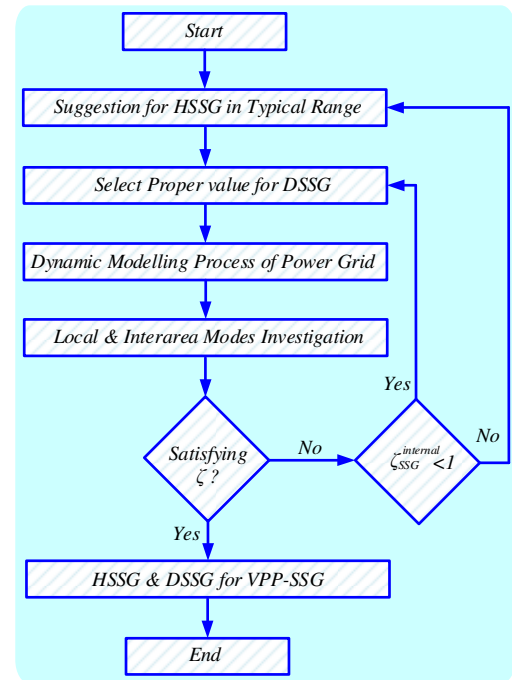 Start
Suggestion for HSSG in Typical Range
Select Proper value for DSSG
Dynamic Modelling Process of Power Grid
Local & Interarea Modes Investigation
Yes
No
Satisfying
ζ ?
No
ζ_SSG^internal <1
Yes
HSSG & DSSG for VPP-SSG
End